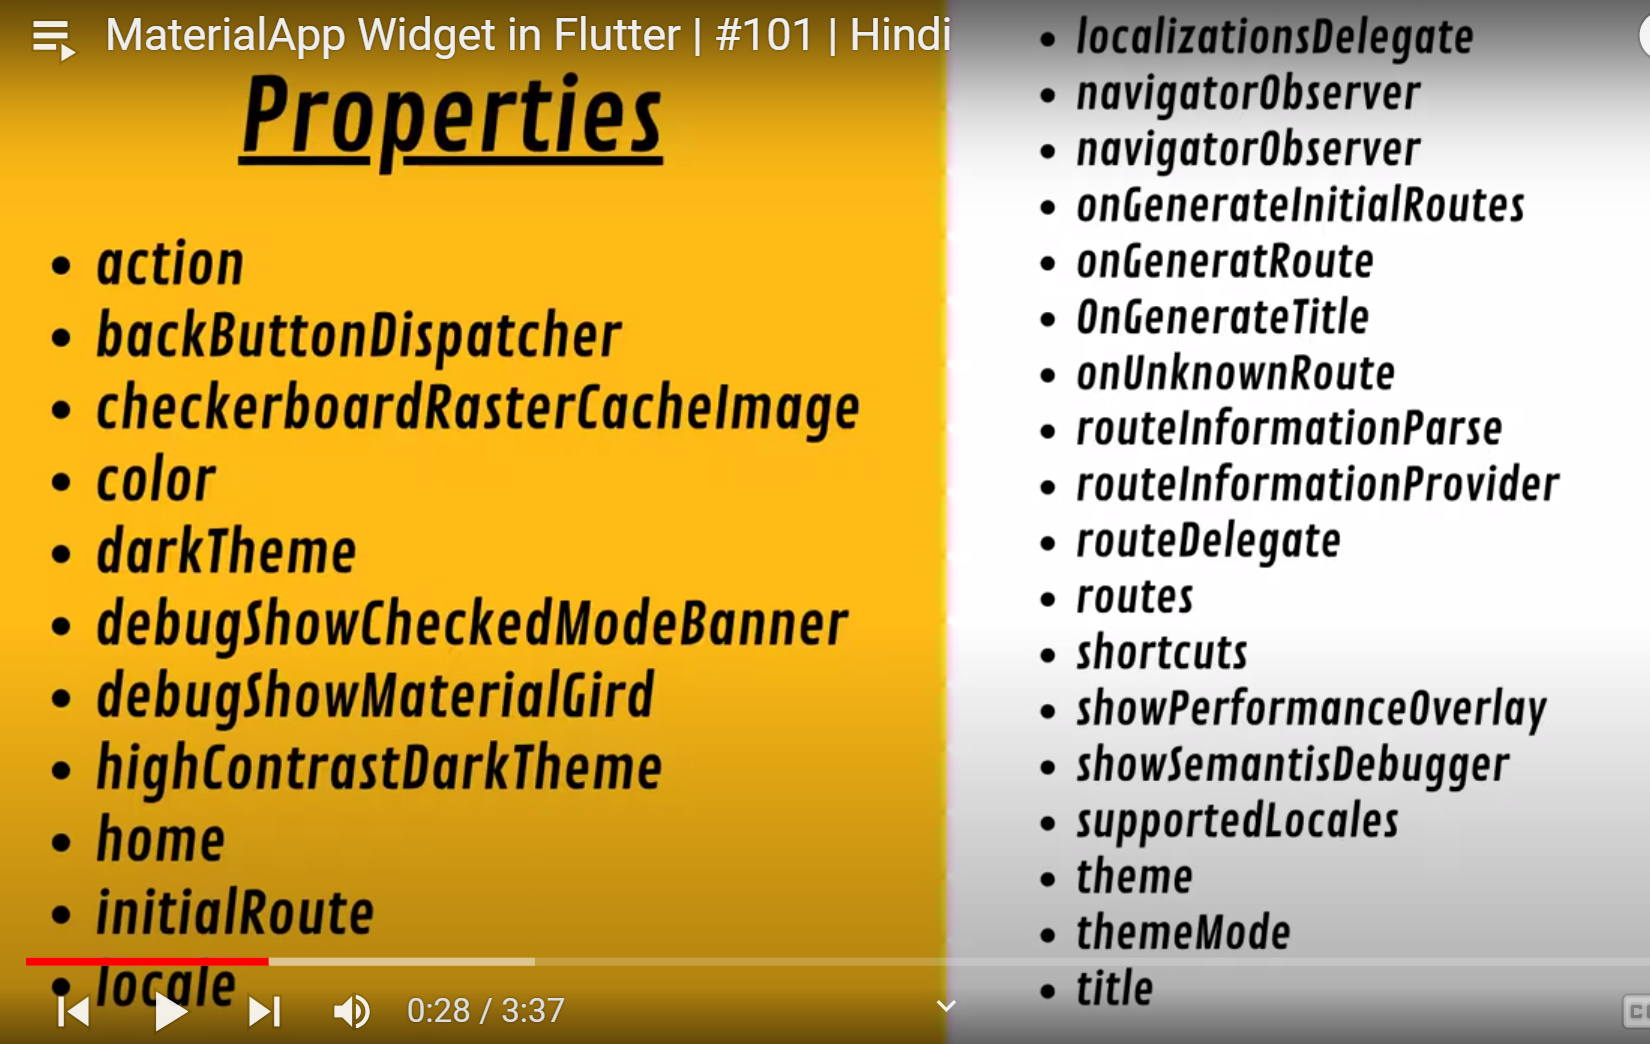 MaterialApp Widget in Flutter | #101 | Hindi
Properties
• action
• backButtonDispatcher
• checkerboardRasterCacheImage
• color
• darkTheme
• debugShowCheckedModeBanner
• debugShowMaterialGird
• highContrastDarkTheme
• home
• initialRoute
• locale
• localizationsDelegate
• navigatorObserver
• navigatorObserver
• onGenerateInitialRoutes
• onGeneratRoute
• OnGenerateTitle
• onUnknownRoute
• routeInformationParse
• routeInformationProvider
• routeDelegate
• routes
• shortcuts
• showPerformanceOverlay
• showSemantisDebugger
• supportedLocales
• theme
• themeMode
• title
0:28 / 3:37